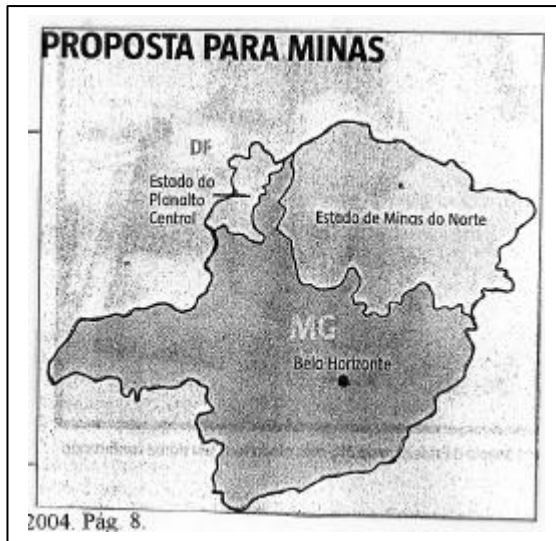 PROPOSTA PARA MINAS
DF
Estado do
Planalto
Central
Estado de Minas do Norte
MG
Belo Horizonte
2004. Pág. 8.